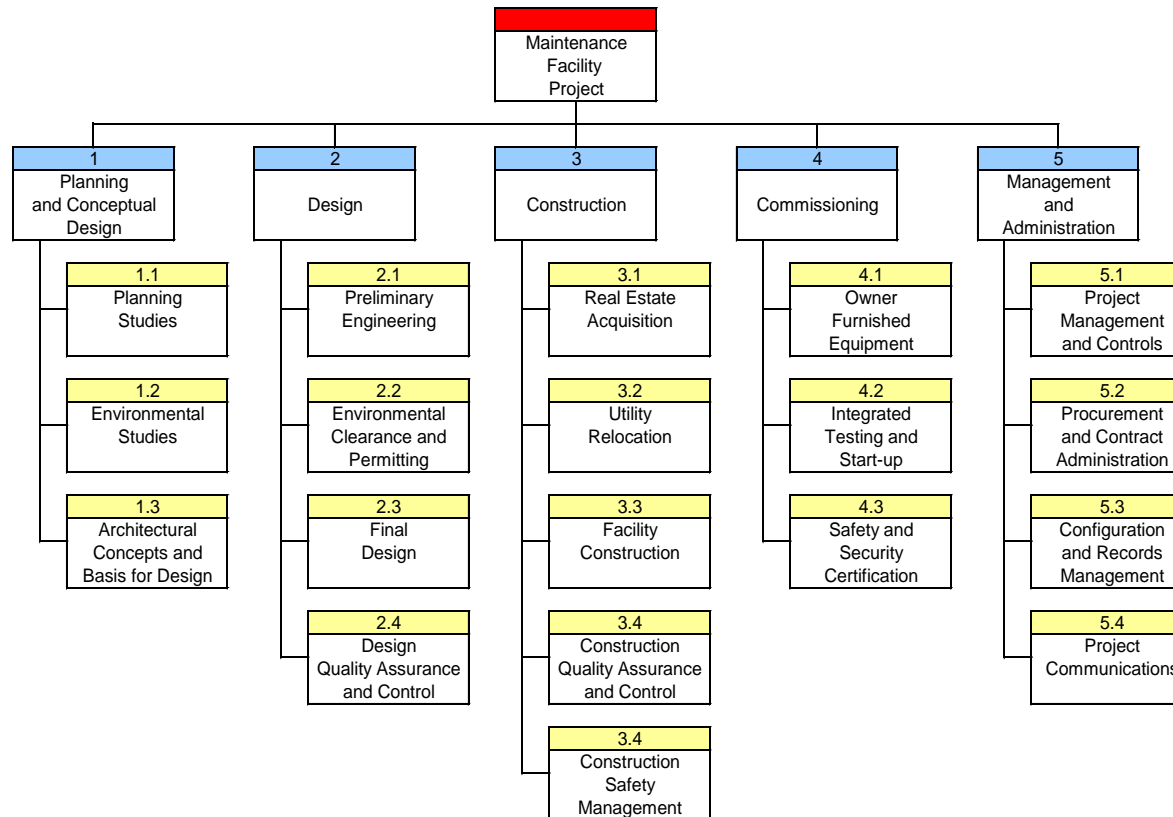 Maintenance
Facility
Project
1
Planning
and Conceptual
Design
2
Design
3
Construction
4
Commissioning
5
Management
and
Administration
1.1
Planning
Studies
1.2
Environmental
Studies
1.3
Architectural
Concepts and
Basis for Design
2.1
Preliminary
Engineering
2.2
Environmental
Clearance and
Permitting
2.3
Final
Design
2.4
Design
Quality Assurance
and Control
3.1
Real Estate
Acquisition
3.2
Utility
Relocation
3.3
Facility
Construction
3.4
Construction
Quality Assurance
and Control
3.4
Construction
Safety
Management
4.1
Owner
Furnished
Equipment
4.2
Integrated
Testing and
Start-up
4.3
Safety and
Security
Certification
5.1
Project
Management
and Controls
5.2
Procurement
and Contract
Administration
5.3
Configuration
and Records
Management
5.4
Project
Communications